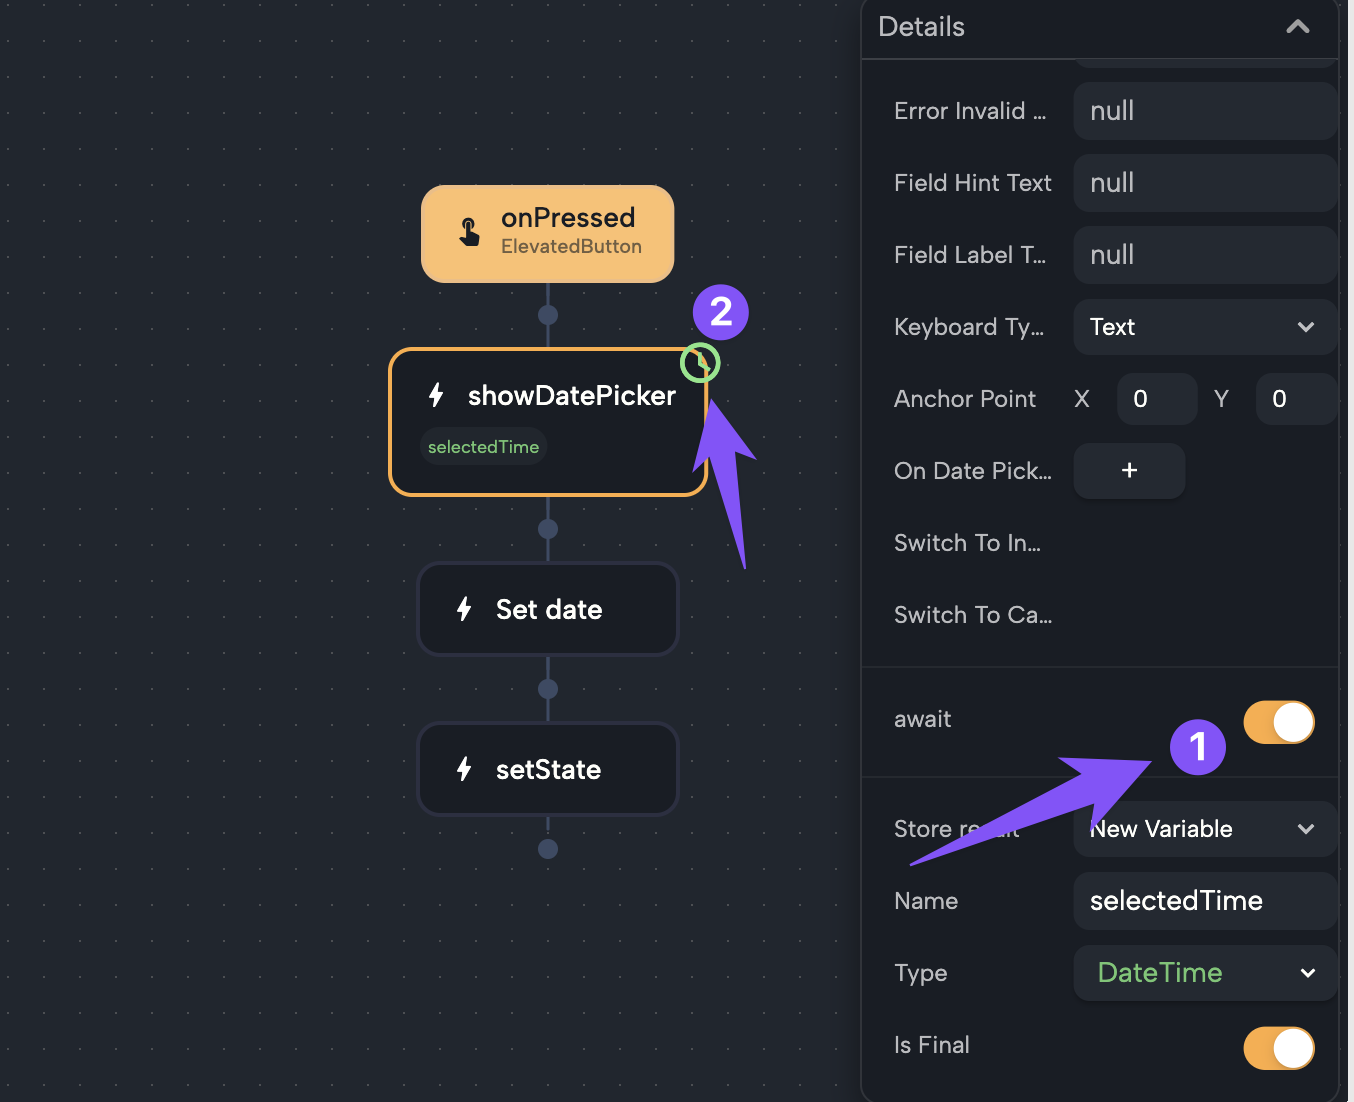 onPressed
ElevatedButton
2
showDatePicker
selectedTime
Set date
setState
Details
Error Invalid ... null
Field Hint Text null
Field Label T... null
Keyboard Ty... Text
Anchor Point X 0 Y 0
On Date Pick... +
Switch To In...
Switch To Ca...
await
1
Store result New Variable
Name selectedTime
Type DateTime
Is Final